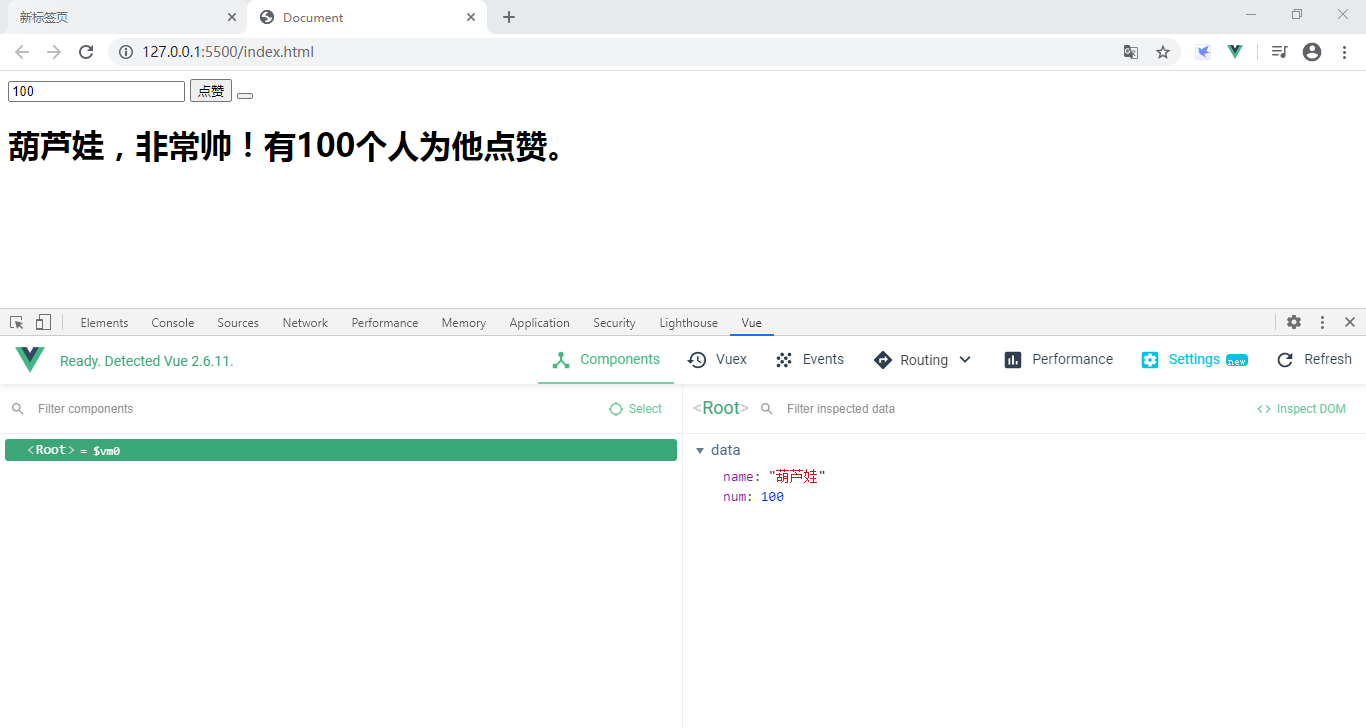 新标签页
Document
127.0.0.1:5500/index.html
100 点赞
葫芦娃，非常帅！有100个人为他点赞。
Elements Console Sources Network Performance Memory Application Security Lighthouse Vue
Ready. Detected Vue 2.6.11. Components Vuex Events Routing Performance Settings new Refresh
Filter components Select
<Root> Filter inspected data Inspect DOM
<Root> = $vm0
data
name: "葫芦娃"
num: 100